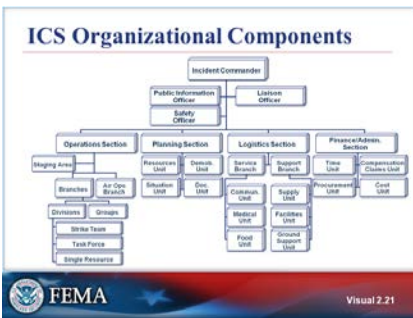 ICS Organizational Components
Incident Commander
Public Information
Officer
Liaison
Officer
Safety
Officer
Operations Section
Planning Section
Logistics Section
Finance/Admin.
Section
Staging Area
Resources
Unit
Demob.
Unit
Service
Branch
Support
Branch
Time
Unit
Compensation
Claims Unit
Branches
Air Ops
Branch
Situation
Unit
Doc.
Unit
Commun.
Unit
Supply
Unit
Procurement
Unit
Cost
Unit
Divisions
Groups
Medical
Unit
Facilities
Unit
Strike Team
Task Force
Single Resource
Food
Unit
Ground
Support
Unit
FEMA
Visual 2.21